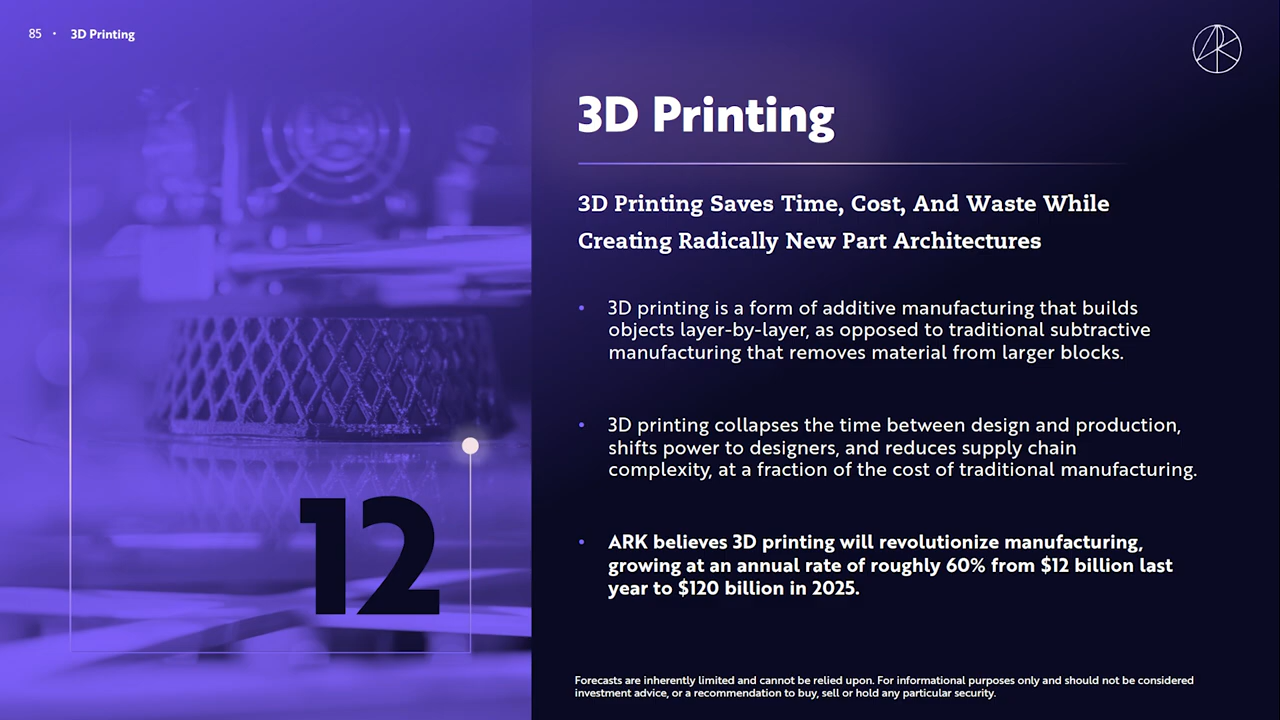 85 • 3D Printing
ARK
3D Printing
3D Printing Saves Time, Cost, And Waste While
Creating Radically New Part Architectures
• 3D printing is a form of additive manufacturing that builds
objects layer-by-layer, as opposed to traditional subtractive
manufacturing that removes material from larger blocks.
• 3D printing collapses the time between design and production,
shifts power to designers, and reduces supply chain
complexity, at a fraction of the cost of traditional manufacturing.
• ARK believes 3D printing will revolutionize manufacturing,
growing at an annual rate of roughly 60% from $12 billion last
year to $120 billion in 2025.
12
Forecasts are inherently limited and cannot be relied upon. For informational purposes only and should not be considered
investment advice, or a recommendation to buy, sell or hold any particular security.